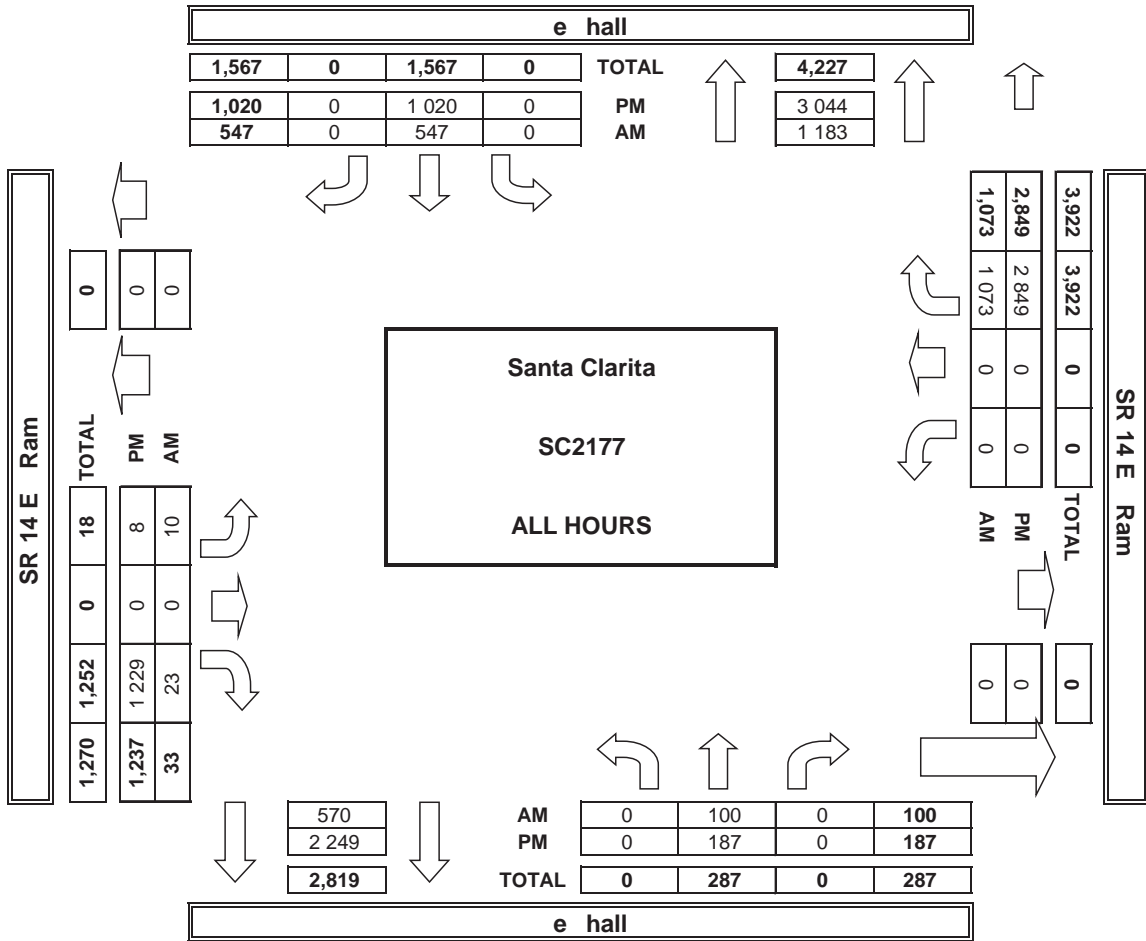 e hall
1,567 0 1,567 0 TOTAL 4,227
1,020 0 1 020 0 PM 3 044
547 0 547 0 AM 1 183
SR 14 E Ram
TOTAL PM AM
0 0 0
18 8 10
0 0 0
1,252 1 229 23
1,270 1,237 33
Santa Clarita
SC2177
ALL HOURS
1,073 2,849 3,922
1 073 2 849 3,922
0 0 0
0 0 0
AM PM TOTAL
0 0 0
SR 14 E Ram
570 AM 0 100 0 100
2 249 PM 0 187 0 187
2,819 TOTAL 0 287 0 287
e hall